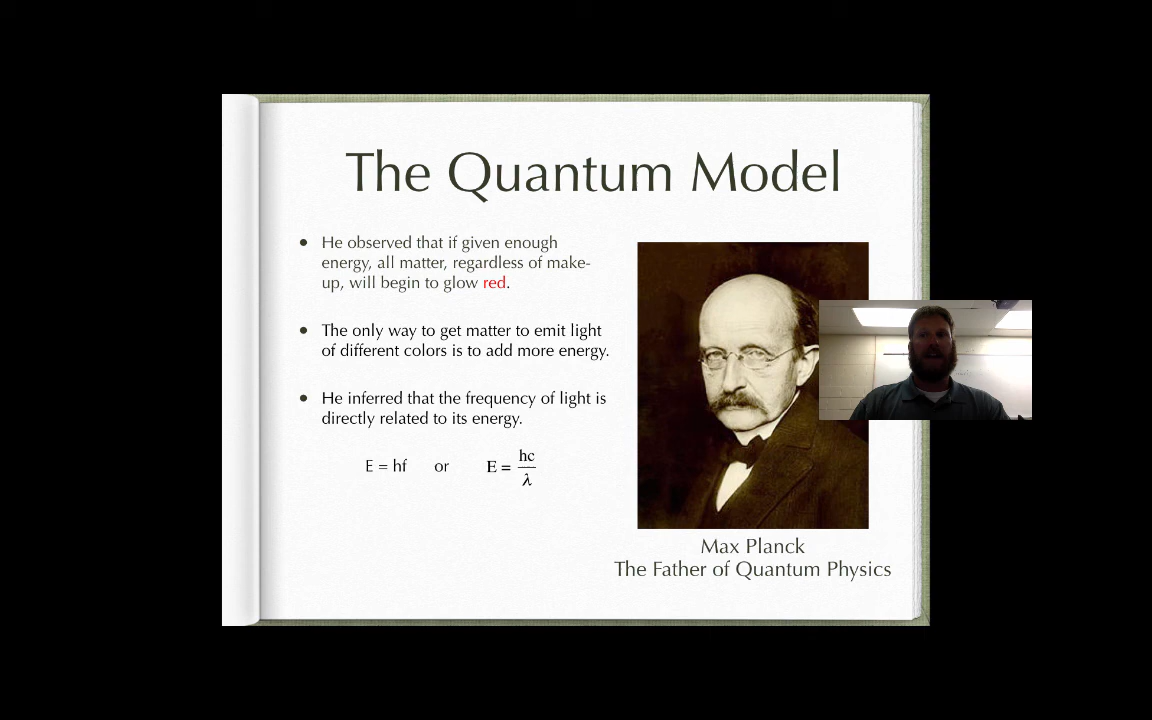 The Quantum Model
• He observed that if given enough
energy, all matter, regardless of make-
up, will begin to glow red.
• The only way to get matter to emit light
of different colors is to add more energy.
• He inferred that the frequency of light is
directly related to its energy.
E = hf or E = hc/λ
Max Planck
The Father of Quantum Physics